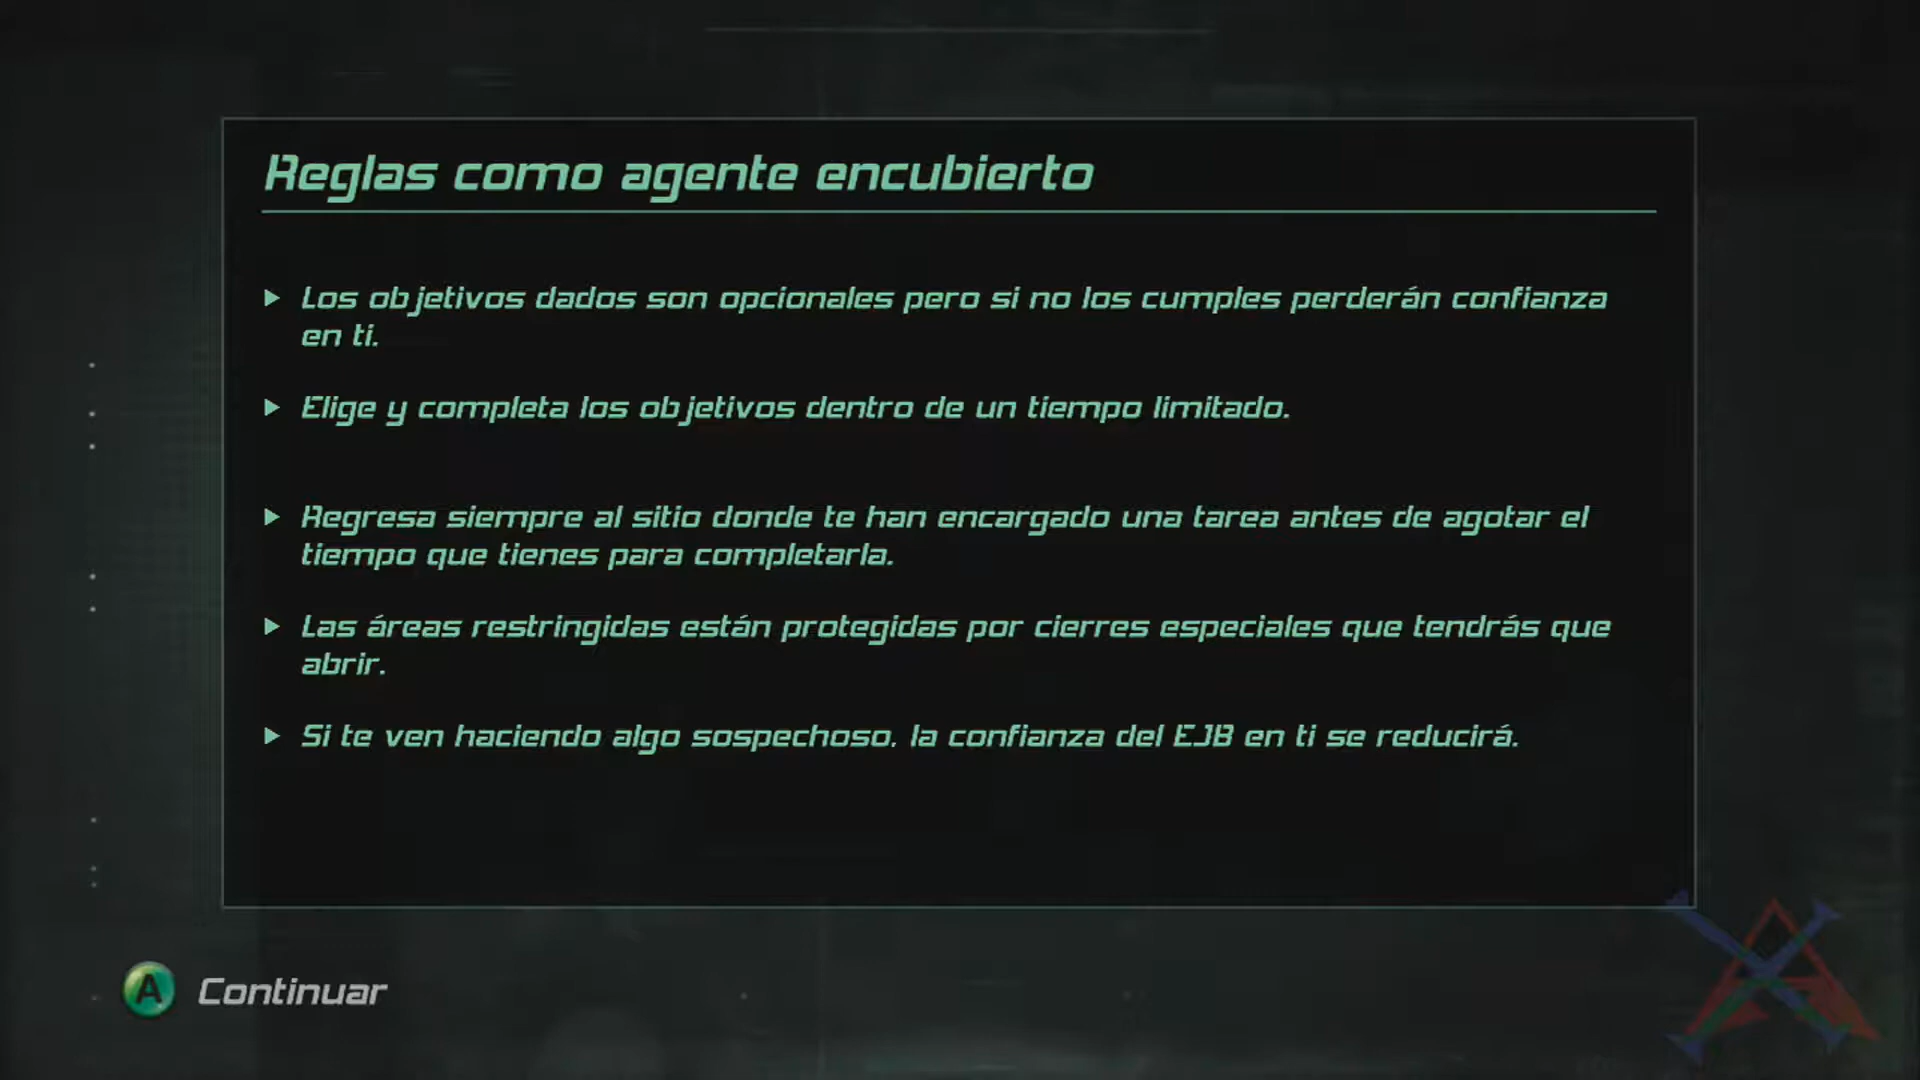 Reglas como agente encubierto
Los objetivos dados son opcionales pero si no los cumples perderán confianza
en ti.
Elige y completa los objetivos dentro de un tiempo limitado.
Regresa siempre al sitio donde te han encargado una tarea antes de agotar el
tiempo que tienes para completarla.
Las áreas restringidas están protegidas por cierres especiales que tendrás que
abrir.
Si te ven haciendo algo sospechoso, la confianza del EJB en ti se reducirá.
A Continuar